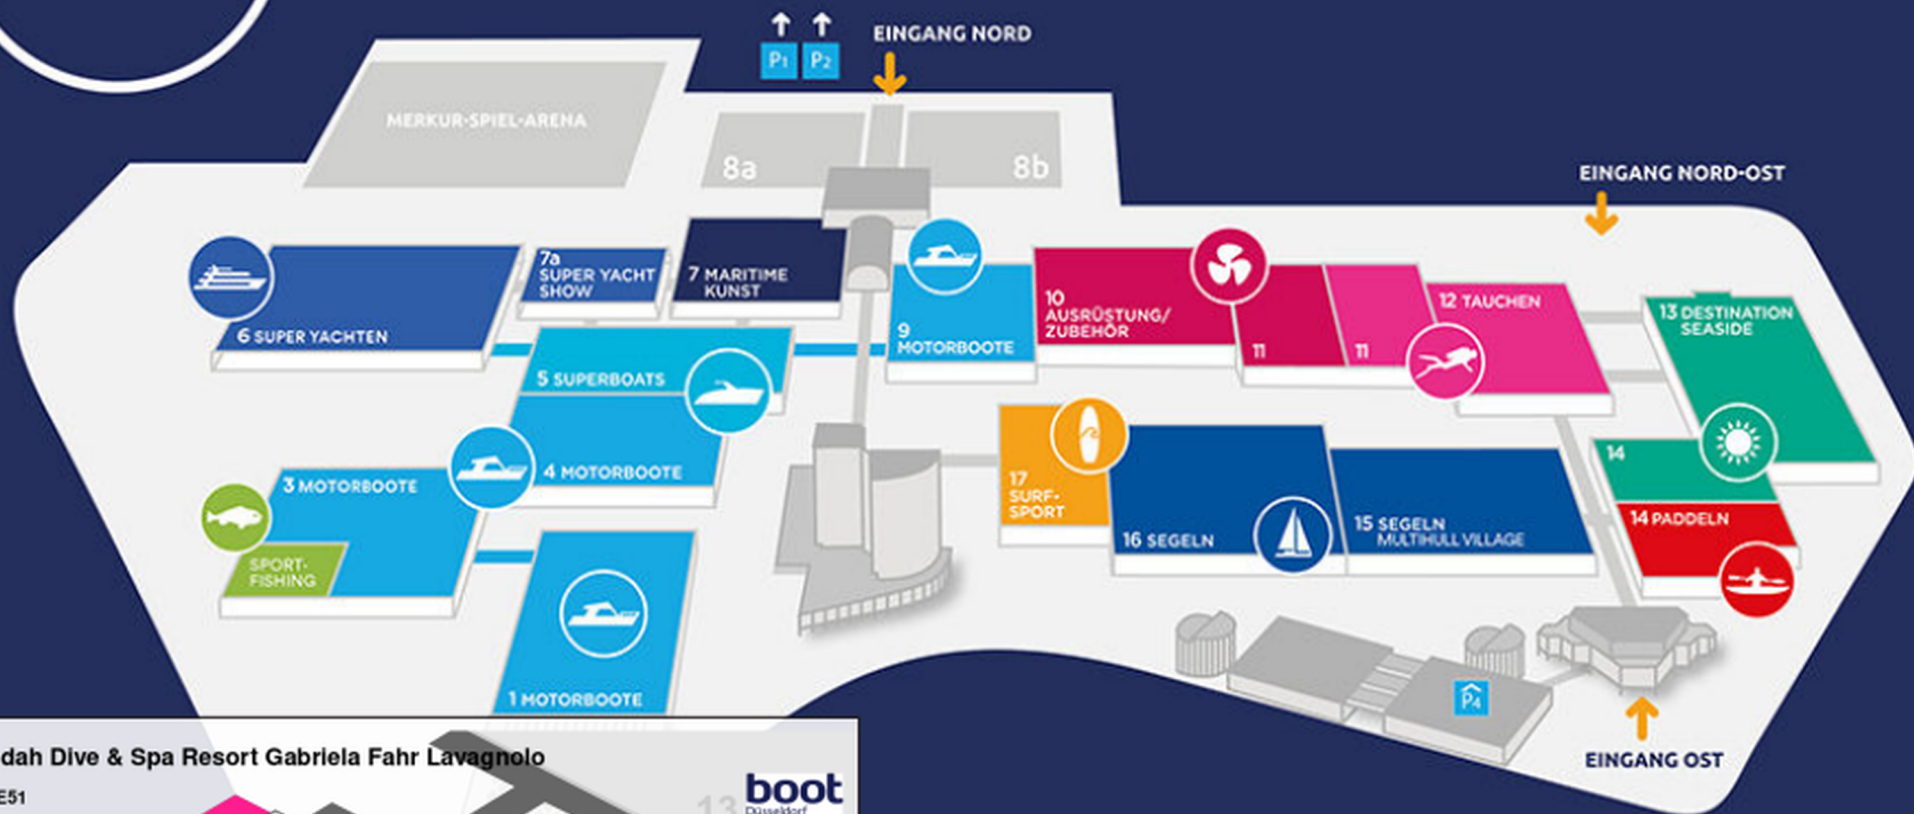 P1 P2
EINGANG NORD
MERKUR-SPIEL-ARENA
8a
8b
EINGANG NORD-OST
6 SUPER YACHTEN
7a
SUPER YACHT
SHOW
7 MARITIME
KUNST
9
MOTORBOOTE
10
AUSRÜSTUNG/
ZUBEHÖR
11
11
12 TAUCHEN
13 DESTINATION
SEASIDE
5 SUPERBOATS
4 MOTORBOOTE
3 MOTORBOOTE
SPORT-
FISHING
1 MOTORBOOTE
17
SURF-
SPORT
16 SEGELN
15 SEGELN
MULTIHULL VILLAGE
14
14 PADDELN
P4
EINGANG OST
dah Dive & Spa Resort Gabriela Fahr Lavagnolo
E51
13
boot
Düsseldorf